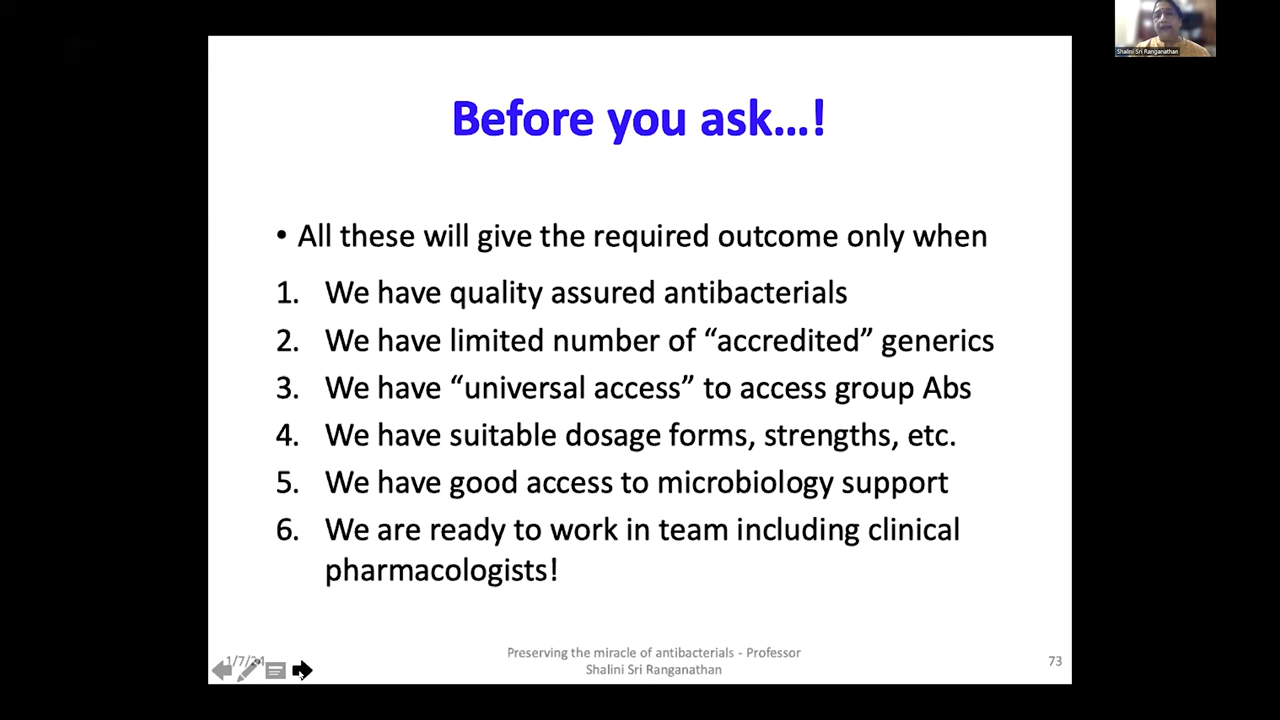 Shalini Sri Ranganathan
Before you ask...!
• All these will give the required outcome only when
1. We have quality assured antibacterials
2. We have limited number of “accredited” generics
3. We have “universal access” to access group Abs
4. We have suitable dosage forms, strengths, etc.
5. We have good access to microbiology support
6. We are ready to work in team including clinical
pharmacologists!
1/7/24
Preserving the miracle of antibacterials - Professor
Shalini Sri Ranganathan
73